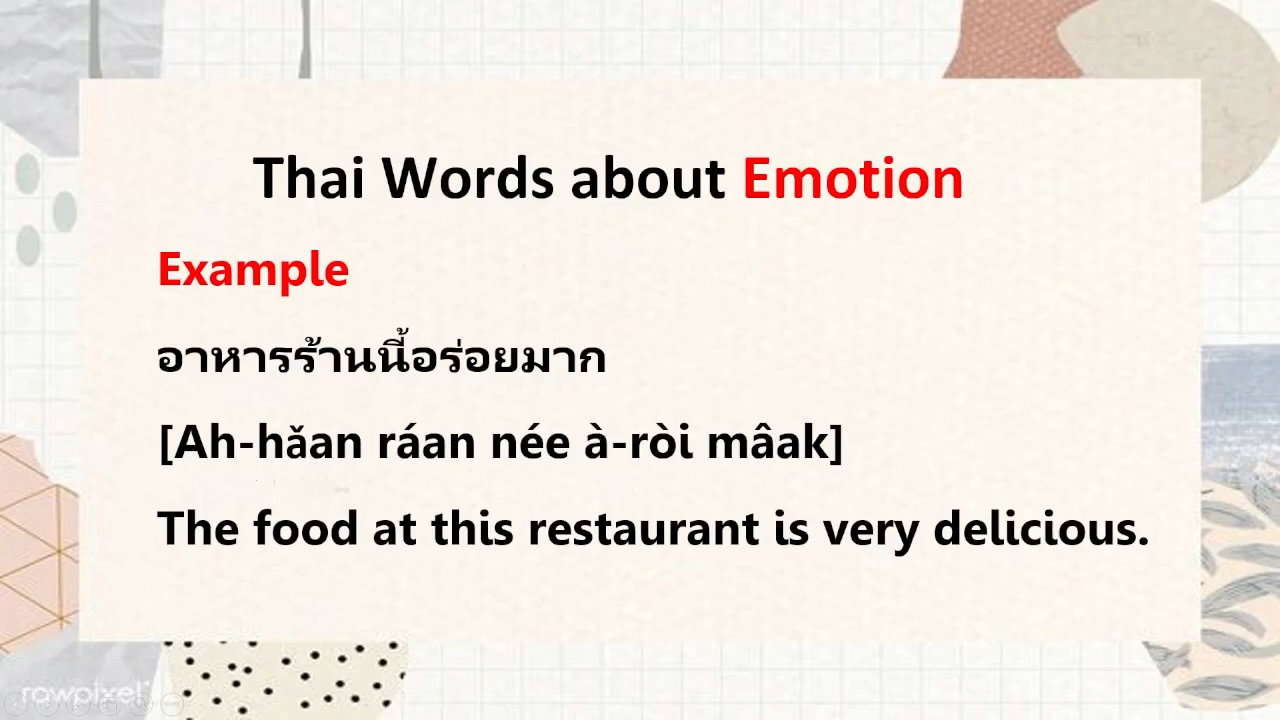 Thai Words about Emotion
Example
อาหารร้านนี้อร่อยมาก
[Ah-hǎan ráan née à-ròi mâak]
The food at this restaurant is very delicious.
rawpixel